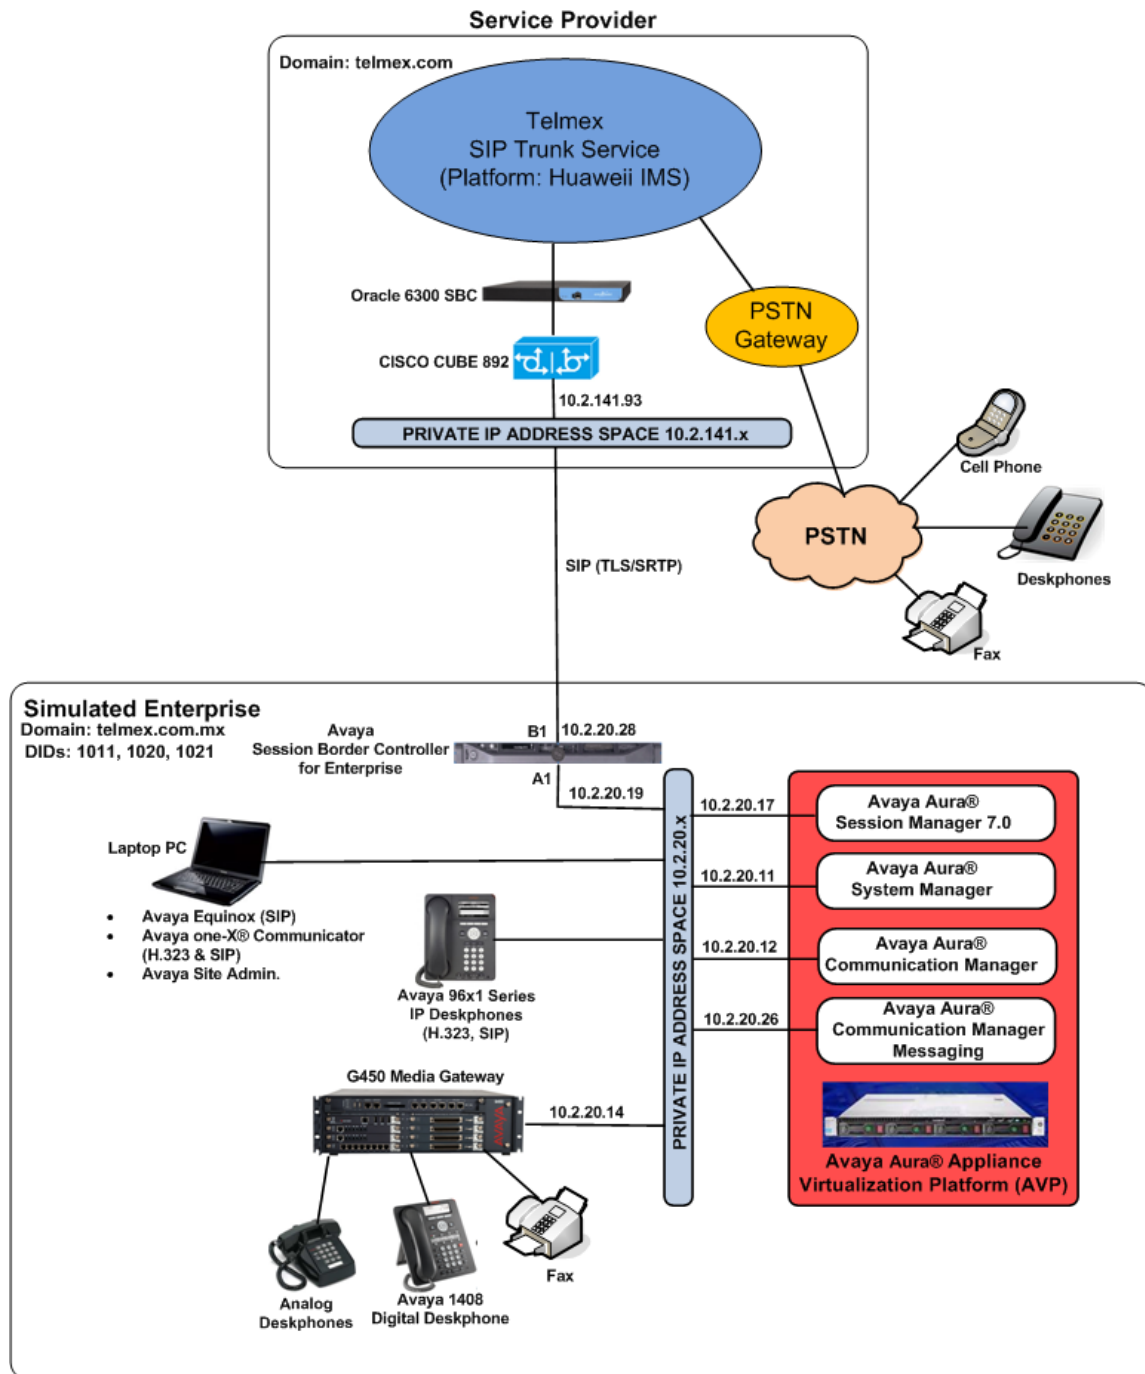 Service Provider
Domain: telmex.com
Telmex
SIP Trunk Service
(Platform: Huaweii IMS)
Oracle 6300 SBC
PSTN
Gateway
CISCO CUBE 892
10.2.141.93
PRIVATE IP ADDRESS SPACE 10.2.141.x
Cell Phone
PSTN
Deskphones
SIP (TLS/SRTP)
Fax
Simulated Enterprise
Domain: telmex.com.mx
DIDs: 1011, 1020, 1021
Avaya
Session Border Controller
for Enterprise
B1
10.2.20.28
A1
10.2.20.19
PRIVATE IP ADDRESS SPACE 10.2.20.x
10.2.20.17
Avaya Aura®
Session Manager 7.0
Laptop PC
10.2.20.11
Avaya Aura®
System Manager
• Avaya Equinox (SIP)
• Avaya one-X® Communicator
(H.323 & SIP)
• Avaya Site Admin.
10.2.20.12
Avaya Aura®
Communication Manager
Avaya 96x1 Series
IP Deskphones
(H.323, SIP)
10.2.20.26
Avaya Aura®
Communication Manager
Messaging
G450 Media Gateway
AVAYA
10.2.20.14
Avaya Aura® Appliance
Virtualization Platform (AVP)
Analog
Deskphones
Avaya 1408
Digital Deskphone
Fax